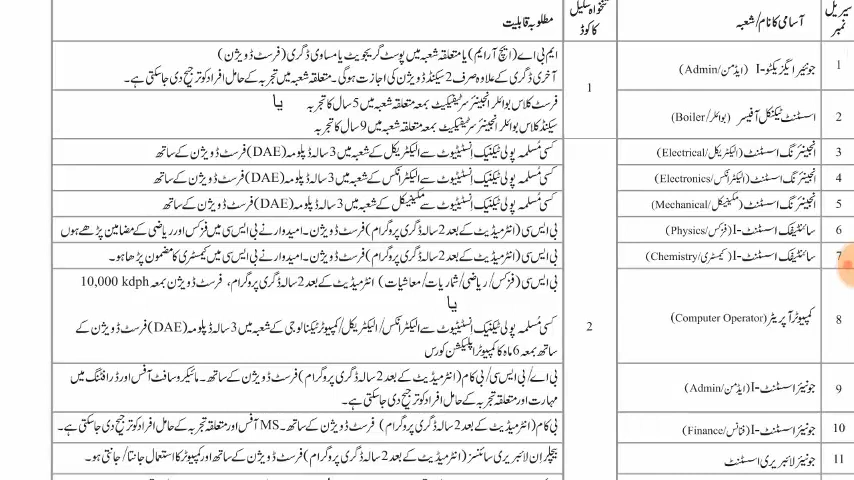 سیریل نمبر
آسامی کا نام / شعبہ
تنخواہ سکیل کا کوڈ
مطلوبہ قابلیت
1
جونیئر ایگزیکٹو-I (ایڈمن/Admin)
1
ایم بی اے (ایچ آر ایم) یا متعلقہ شعبہ میں پوسٹ گریجویٹ یا مساوی ڈگری (فرسٹ ڈویژن)
آخری ڈگری کے علاوہ صرف 2 سیکنڈ ڈویژن کی اجازت ہوگی۔ متعلقہ شعبہ میں تجربہ کے حامل افراد کو ترجیح دی جاسکتی ہے۔
2
اسسٹنٹ ٹیکنیکل آفیسر (بوائلر/Boiler)
فرسٹ کلاس بوائلر انجینئر سرٹیفیکیٹ بمعہ متعلقہ شعبہ میں 5 سال کا تجربہ یا
سیکنڈ کلاس بوائلر انجینئر سرٹیفیکیٹ بمعہ متعلقہ شعبہ میں 9 سال کا تجربہ
3
انجینئرنگ اسسٹنٹ (الیکٹریکل/Electrical)
2
کسی مُسلمہ پولی ٹیکنیک اِنسٹیٹیوٹ سے الیکٹریکل کے شعبہ میں 3 سالہ ڈپلومہ (DAE) فرسٹ ڈویژن کے ساتھ
4
انجینئرنگ اسسٹنٹ (الیکٹرانکس/Electronics)
کسی مُسلمہ پولی ٹیکنیک اِنسٹیٹیوٹ سے الیکٹرانکس کے شعبہ میں 3 سالہ ڈپلومہ (DAE) فرسٹ ڈویژن کے ساتھ
5
انجینئرنگ اسسٹنٹ (مکینیکل/Mechanical)
کسی مُسلمہ پولی ٹیکنیک اِنسٹیٹیوٹ سے مکینیکل کے شعبہ میں 3 سالہ ڈپلومہ (DAE) فرسٹ ڈویژن کے ساتھ
6
سائنٹیفک اسسٹنٹ-I (فزکس/Physics)
بی ایس سی (انٹرمیڈیٹ کے بعد 2 سالہ ڈگری پروگرام) فرسٹ ڈویژن۔ امیدوار نے بی ایس سی میں فزکس اور ریاضی کے مضامین پڑھے ہوں
7
سائنٹیفک اسسٹنٹ-I (کیمسٹری/Chemistry)
بی ایس سی (انٹرمیڈیٹ کے بعد 2 سالہ ڈگری پروگرام) فرسٹ ڈویژن۔ امیدوار نے بی ایس سی میں کیمسٹری کا مضمون پڑھا ہو۔
8
کمپیوٹر آپریٹر (Computer Operator)
بی ایس سی (فزکس/ریاضی/شماریات/معاشیات) انٹرمیڈیٹ کے بعد 2 سالہ ڈگری پروگرام، فرسٹ ڈویژن بمعہ 10,000 kdph
یا
کسی مُسلمہ پولی ٹیکنیک اِنسٹیٹیوٹ سے الیکٹرانکس/الیکٹریکل/کمپیوٹر ٹیکنالوجی کے شعبہ میں 3 سالہ ڈپلومہ (DAE) فرسٹ ڈویژن کے
ساتھ بمعہ 6 ماہ کا کمپیوٹر ایپلیکیشن کورس
9
جونیئر اسسٹنٹ-I (ایڈمن/Admin)
بی اے/بی ایس سی/بی کام (انٹرمیڈیٹ کے بعد 2 سالہ ڈگری پروگرام) فرسٹ ڈویژن کے ساتھ۔ مائیکروسافٹ آفس اور ڈرافٹنگ میں
مہارت اور متعلقہ تجربہ کے حامل افراد کو ترجیح دی جاسکتی ہے۔
10
جونیئر اسسٹنٹ-I (فنانس/Finance)
بی کام (انٹرمیڈیٹ کے بعد 2 سالہ ڈگری پروگرام) فرسٹ ڈویژن کے ساتھ۔ MS آفس اور متعلقہ تجربہ کے حامل افراد کو ترجیح دی جاسکتی ہے۔
11
جونیئر لائبریری اسسٹنٹ
بیچلر اِن لائبریری سائنسز (انٹرمیڈیٹ کے بعد 2 سالہ ڈگری پروگرام) فرسٹ ڈویژن کے ساتھ اور کمپیوٹر کا استعمال جانتا/جانتی ہو۔